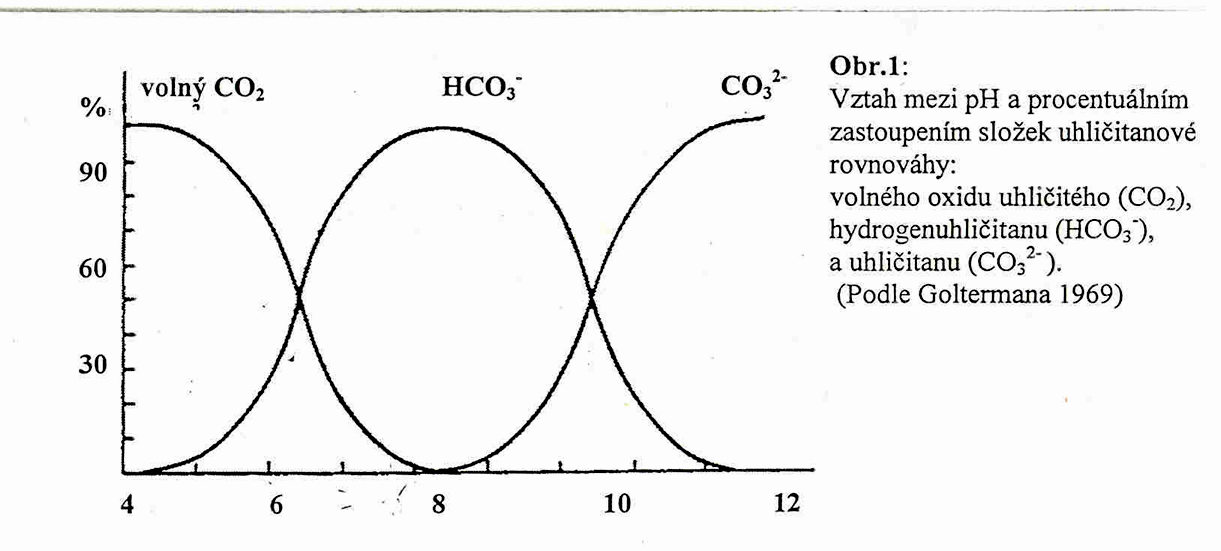 volný CO₂ HCO₃⁻ CO₃²⁻
%
90
60
30
4 6 8 10 12
Obr.1:
Vztah mezi pH a procentuálním
zastoupením složek uhličitanové
rovnováhy:
volného oxidu uhličitého (CO₂),
hydrogenuhličitanu (HCO₃⁻),
a uhličitanu (CO₃²⁻ ).
(Podle Goltermana 1969)